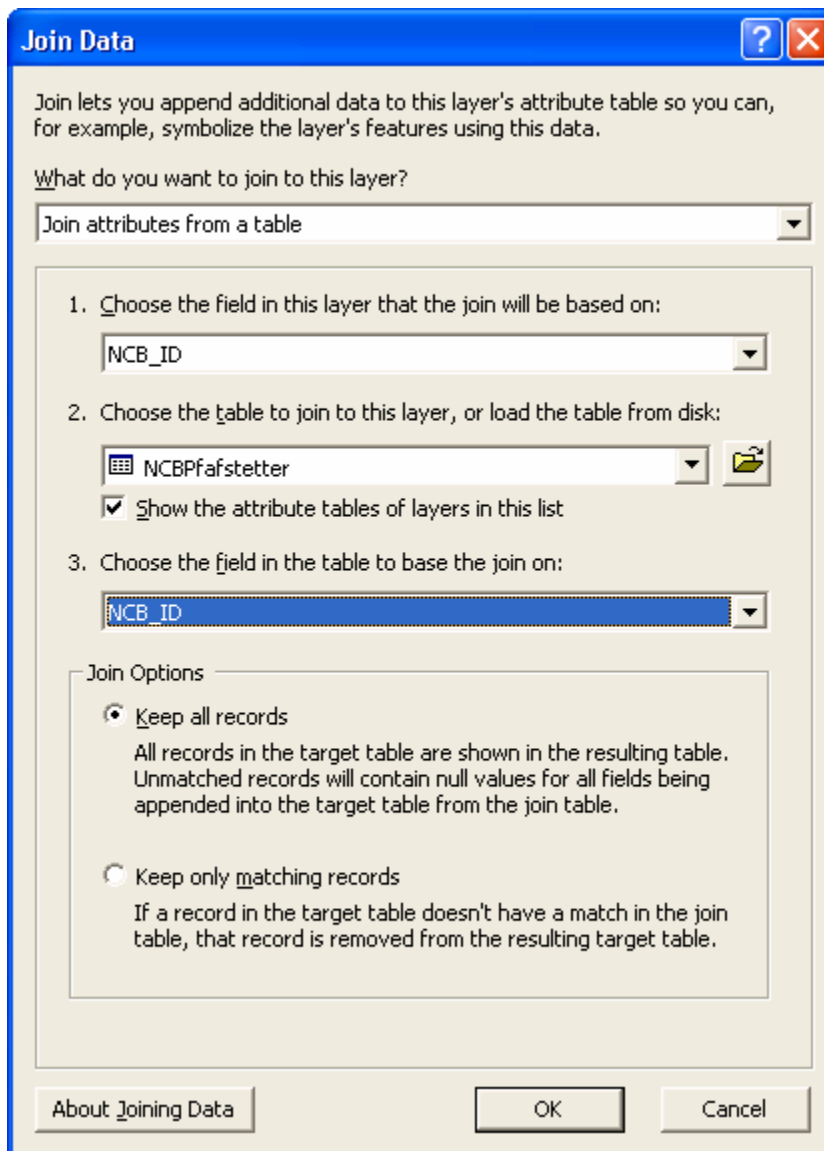 Join Data
Join lets you append additional data to this layer's attribute table so you can,
for example, symbolize the layer's features using this data.
What do you want to join to this layer?
Join attributes from a table
1. Choose the field in this layer that the join will be based on:
NCB_ID
2. Choose the table to join to this layer, or load the table from disk:
NCBPfafstetter
Show the attribute tables of layers in this list
3. Choose the field in the table to base the join on:
NCB_ID
Join Options
Keep all records
All records in the target table are shown in the resulting table.
Unmatched records will contain null values for all fields being
appended into the target table from the join table.
Keep only matching records
If a record in the target table doesn't have a match in the join
table, that record is removed from the resulting target table.
About Joining Data
OK
Cancel